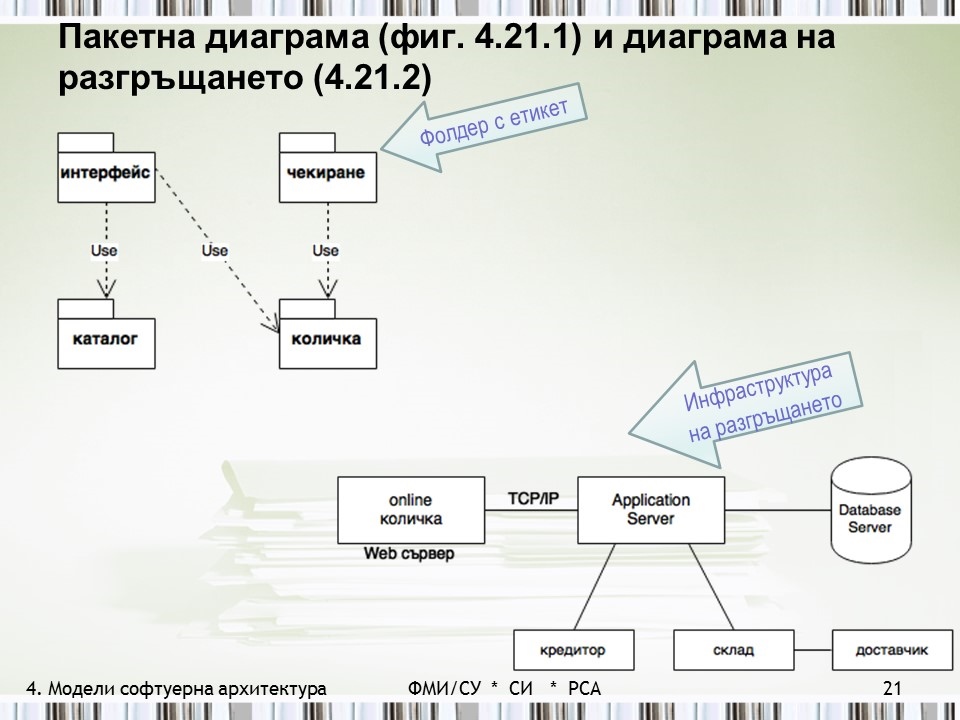 Пакетна диаграма (фиг. 4.21.1) и диаграма на
разгръщането (4.21.2)
Фолдер с етикет
интерфейс
чекиране
Use
Use
Use
каталог
количка
Инфраструктура
на разгръщането
online
количка
TCP/IP
Application
Server
Database
Server
Web сървер
кредитор
склад
доставчик
4. Модели софтуерна архитектура
ФМИ/СУ * СИ * РСА
21